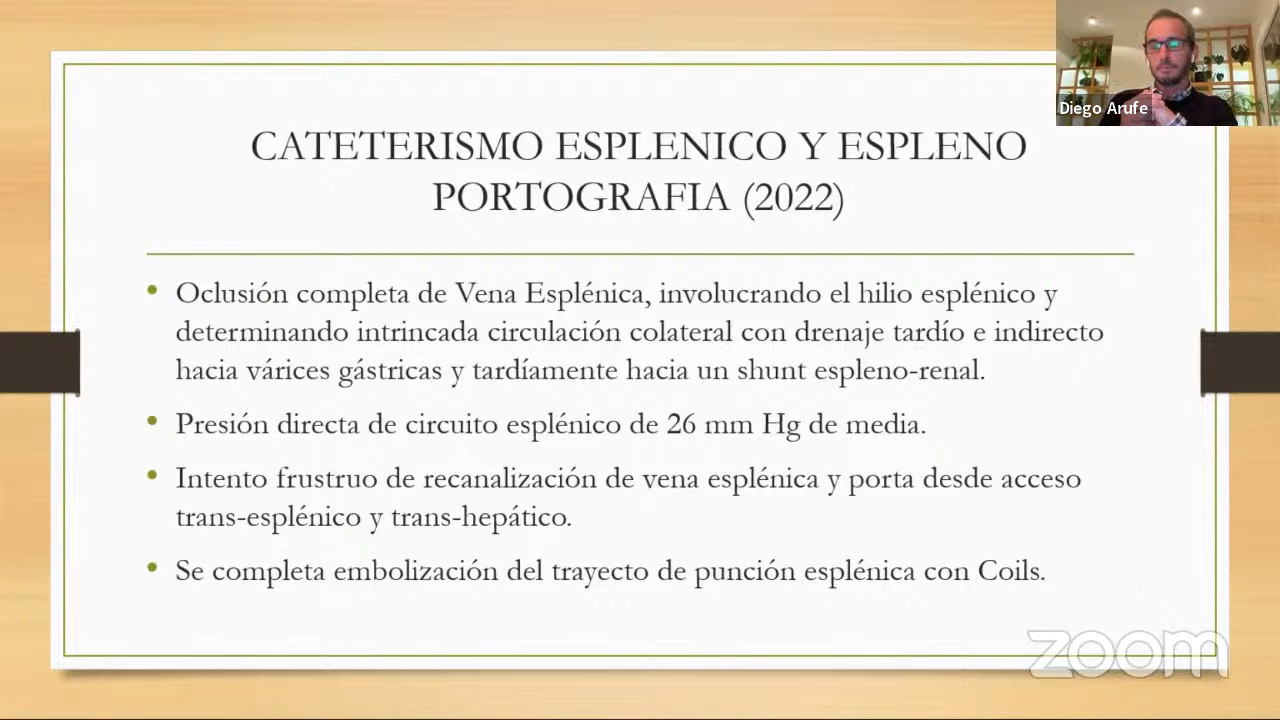 Diego Arufe
CATETERISMO ESPLENICO Y ESPLENO
PORTOGRAFIA (2022)
• Oclusión completa de Vena Esplénica, involucrando el hilio esplénico y
determinando intrincada circulación colateral con drenaje tardío e indirecto
hacia várices gástricas y tardíamente hacia un shunt espleno-renal.
• Presión directa de circuito esplénico de 26 mm Hg de media.
• Intento frustruo de recanalización de vena esplénica y porta desde acceso
trans-esplénico y trans-hepático.
• Se completa embolización del trayecto de punción esplénica con Coils.
zoom